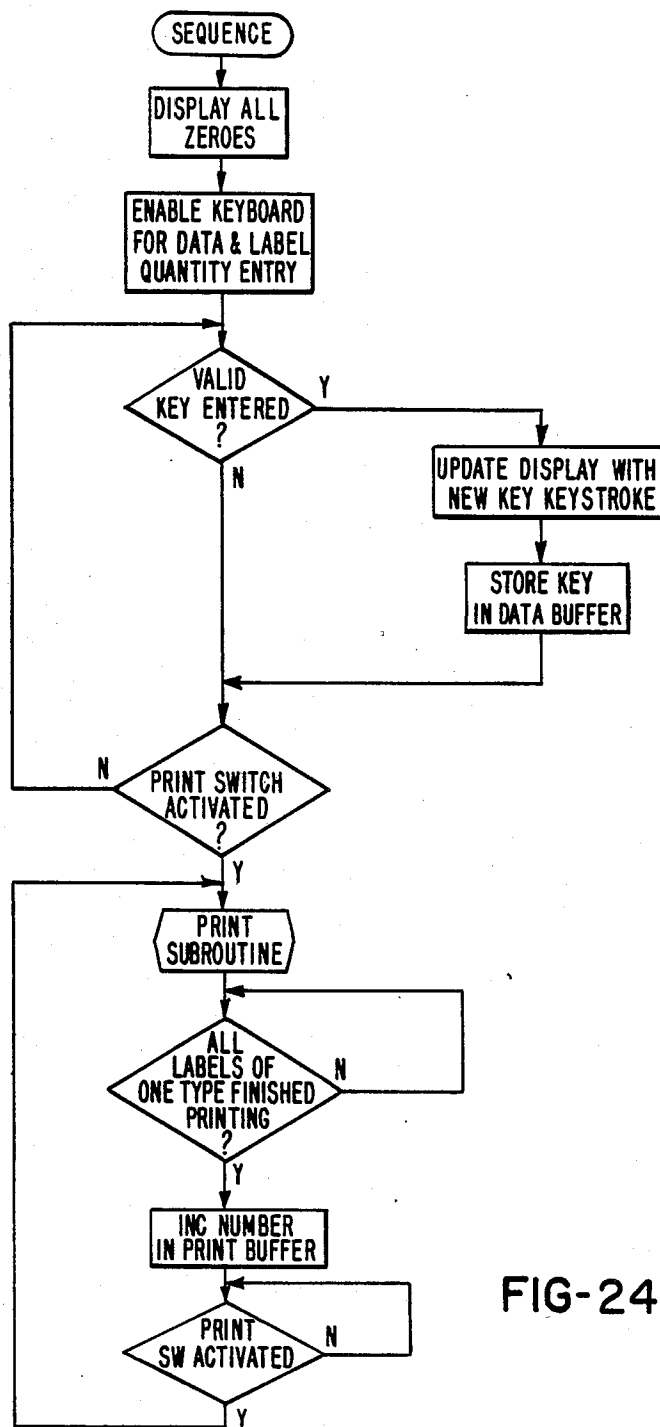 SEQUENCE
DISPLAY ALL
ZEROES
ENABLE KEYBOARD
FOR DATA & LABEL
QUANTITY ENTRY
VALID
KEY ENTERED
?
Y
N
UPDATE DISPLAY WITH
NEW KEY KEYSTROKE
STORE KEY
IN DATA BUFFER
N
PRINT SWITCH
ACTIVATED
?
Y
PRINT
SUBROUTINE
ALL
LABELS OF
ONE TYPE FINISHED
PRINTING
?
N
Y
INC NUMBER
IN PRINT BUFFER
PRINT
SW ACTIVATED
N
Y
FIG-24